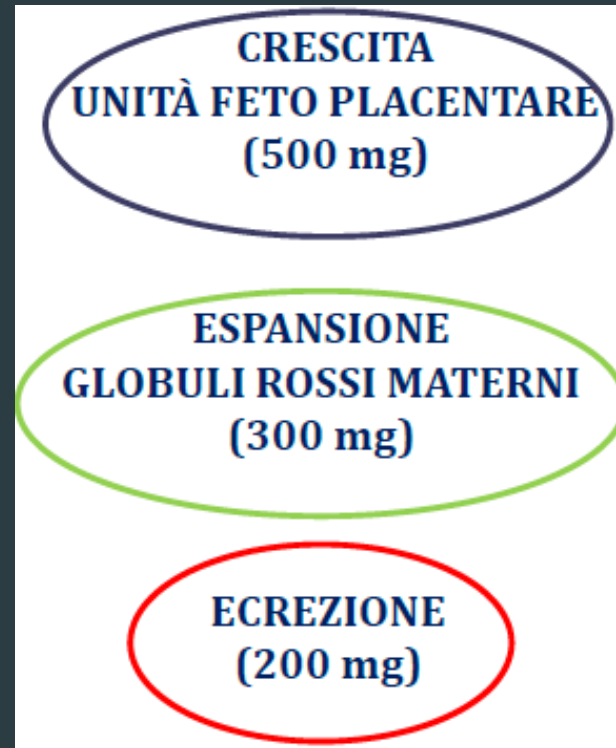 CRESCITA
UNITÀ FETO PLACENTARE
(500 mg)
ESPANSIONE
GLOBULI ROSSI MATERNI
(300 mg)
ECREZIONE
(200 mg)